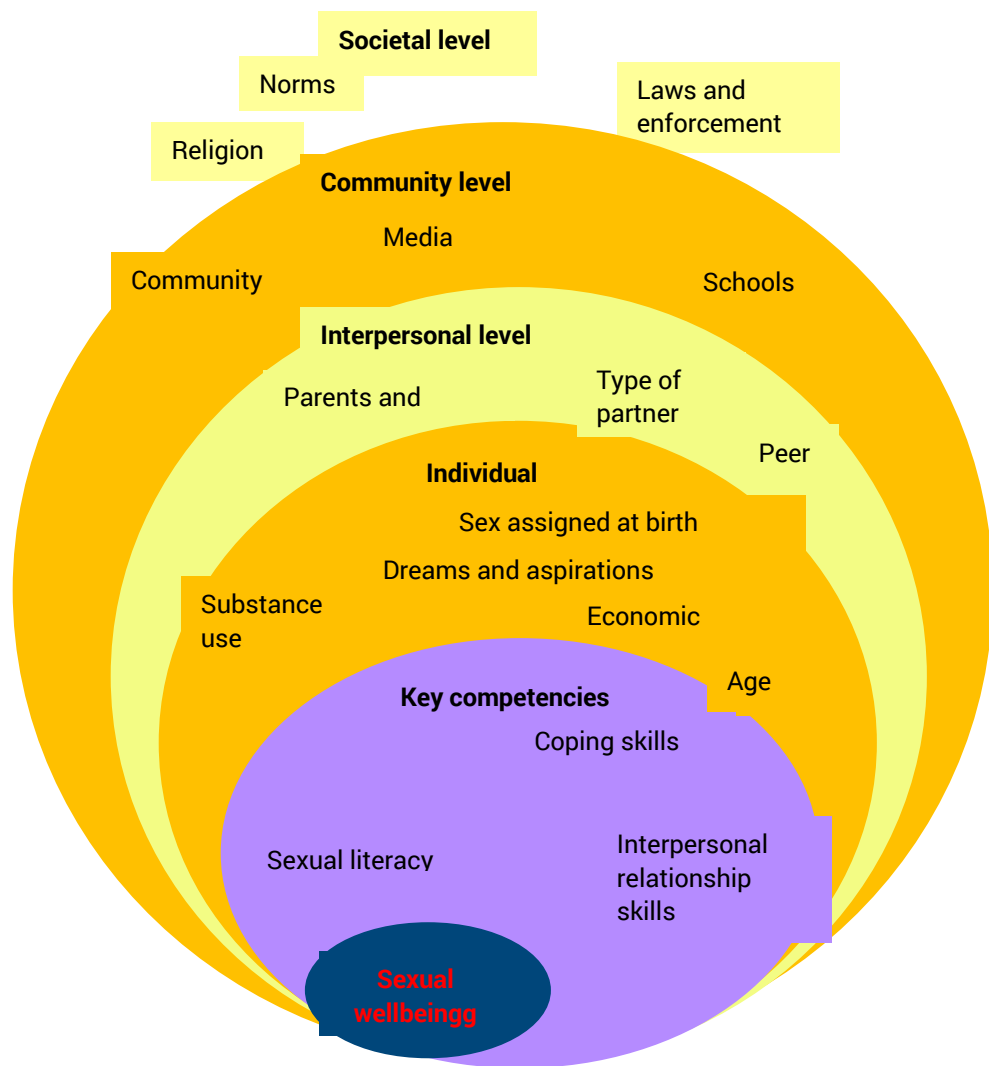 Societal level
Norms
Laws and
enforcement
Religion
Community level
Media
Community
Schools
Interpersonal level
Type of
partner
Parents and
Peer
Individual
Sex assigned at birth
Dreams and aspirations
Substance
use
Economic
Age
Key competencies
Coping skills
Sexual literacy
Interpersonal
relationship
skills
Sexual
wellbeingg